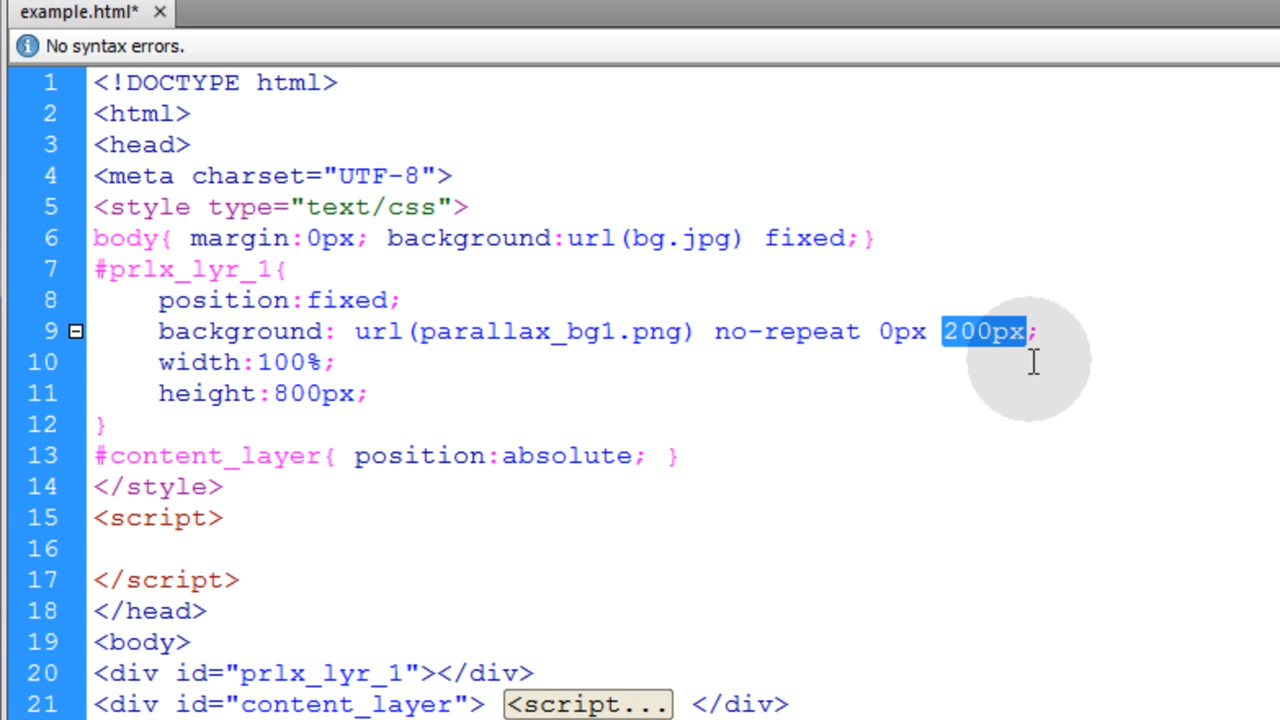 example.html* ×
No syntax errors.
1 <!DOCTYPE html>
2 <html>
3 <head>
4 <meta charset="UTF-8">
5 <style type="text/css">
6 body{ margin:0px; background:url(bg.jpg) fixed;}
7 #prlx_lyr_1{
8 position:fixed;
9 background: url(parallax_bg1.png) no-repeat 0px 200px;
10 width:100%;
11 height:800px;
12 }
13 #content_layer{ position:absolute; }
14 </style>
15 <script>
16
17 </script>
18 </head>
19 <body>
20 <div id="prlx_lyr_1"></div>
21 <div id="content_layer"> <script... </div>